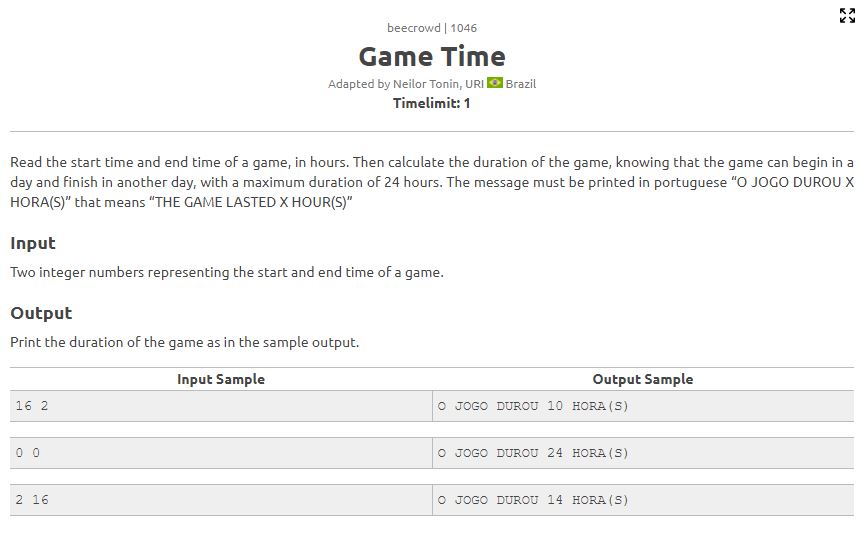 beecrowd | 1046
Game Time
Adapted by Neilor Tonin, URI Brazil
Timelimit: 1
Read the start time and end time of a game, in hours. Then calculate the duration of the game, knowing that the game can begin in a
day and finish in another day, with a maximum duration of 24 hours. The message must be printed in portuguese “O JOGO DUROU X
HORA(S)” that means “THE GAME LASTED X HOUR(S)”
Input
Two integer numbers representing the start and end time of a game.
Output
Print the duration of the game as in the sample output.
Input Sample Output Sample
16 2 O JOGO DUROU 10 HORA(S)
0 0 O JOGO DUROU 24 HORA(S)
2 16 O JOGO DUROU 14 HORA(S)